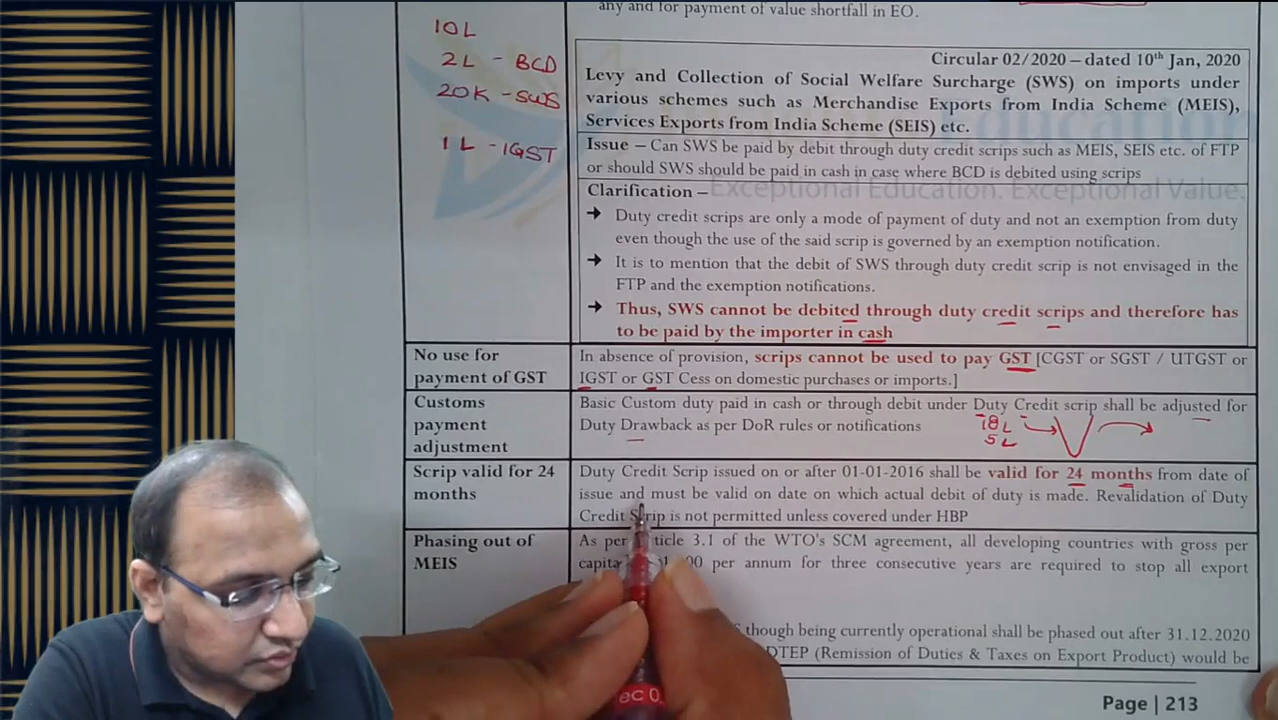 any and for payment of value shortfall in EO.
10L
2L - BCD
20K - SWS
1L - IGST
Circular 02/2020 – dated 10th Jan, 2020
Levy and Collection of Social Welfare Surcharge (SWS) on imports under
various schemes such as Merchandise Exports from India Scheme (MEIS),
Services Exports from India Scheme (SEIS) etc.
Issue – Can SWS be paid by debit through duty credit scrips such as MEIS, SEIS etc. of FTP
or should SWS should be paid in cash in case where BCD is debited using scrips
Exceptional Education. Exceptional Value.
Clarification –
➔ Duty credit scrips are only a mode of payment of duty and not an exemption from duty
even though the use of the said scrip is governed by an exemption notification.
➔ It is to mention that the debit of SWS through duty credit scrip is not envisaged in the
FTP and the exemption notifications.
➔ Thus, SWS cannot be debited through duty credit scrips and therefore has
to be paid by the importer in cash
No use for
payment of GST
In absence of provision, scrips cannot be used to pay GST [CGST or SGST / UTGST or
IGST or GST Cess on domestic purchases or imports.]
Customs
payment
adjustment
Basic Custom duty paid in cash or through debit under Duty Credit scrip shall be adjusted for
Duty Drawback as per DoR rules or notifications
18L
5L
Scrip valid for 24
months
Duty Credit Scrip issued on or after 01-01-2016 shall be valid for 24 months from date of
issue and must be valid on date on which actual debit of duty is made. Revalidation of Duty
Credit Scrip is not permitted unless covered under HBP
Phasing out of
MEIS
As per Article 3.1 of the WTO's SCM agreement, all developing countries with gross per
capita per annum for three consecutive years are required to stop all export
though being currently operational shall be phased out after 31.12.2020
DTEP (Remission of Duties & Taxes on Export Product) would be
Page | 213